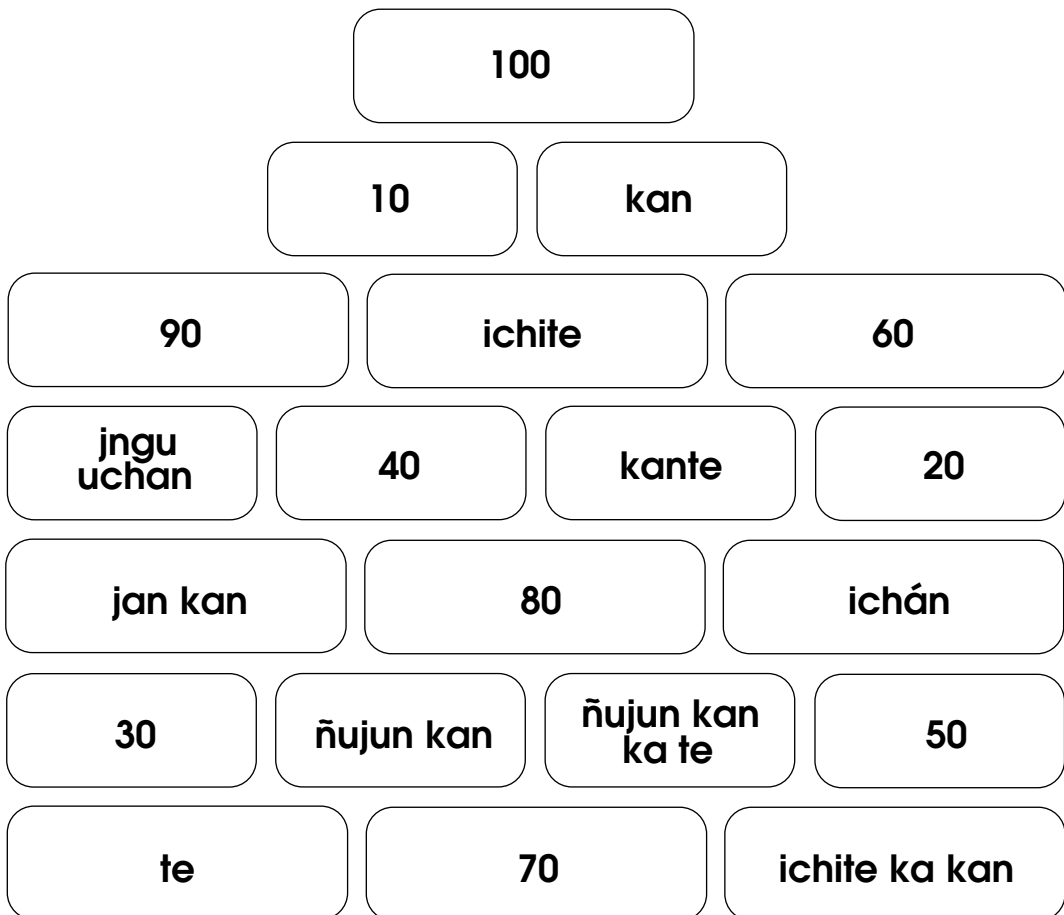 100
10
kan
90
ichite
60
jngu
uchan
40
kante
20
jan kan
80
ichán
30
ñujun kan
ñujun kan
ka te
50
te
70
ichite ka kan